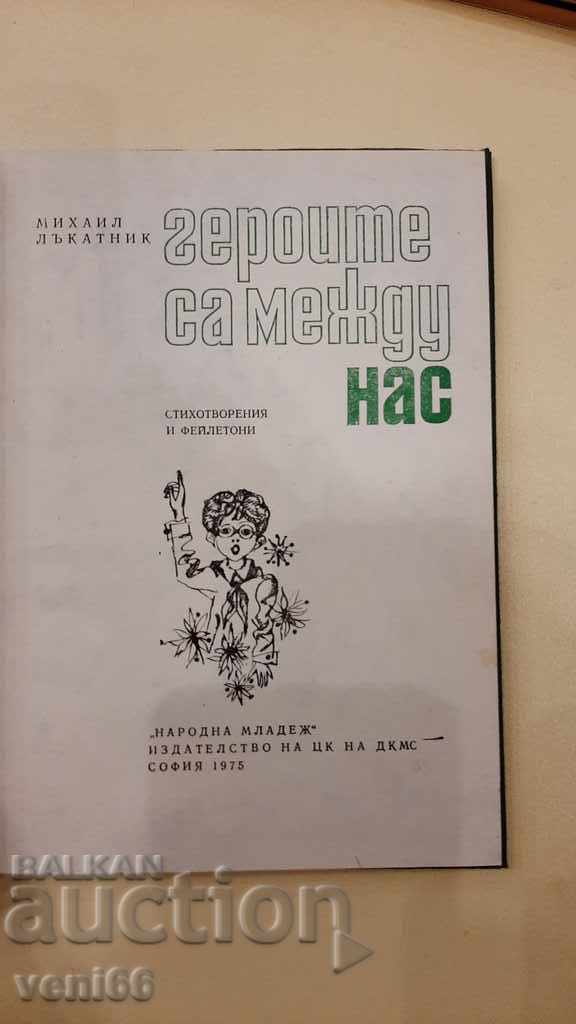 МИХАИЛ
ЛЪКАТНИК
героите
са между
нас
СТИХОТВОРЕНИЯ
И ФЕЙЛЕТОНИ
„НАРОДНА МЛАДЕЖ“
ИЗДАТЕЛСТВО НА ЦК НА ДКМС
СОФИЯ 1975
BALKAN
auction
veni66